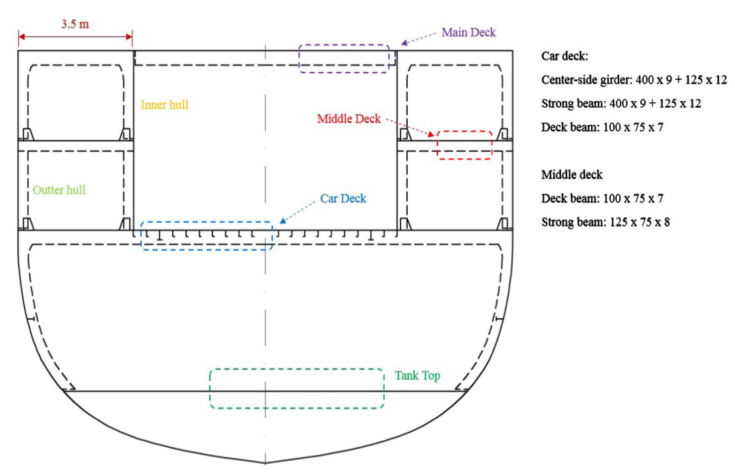 3.5 m
Main Deck
Car deck:
Center-side girder: 400 x 9 + 125 x 12
Inner hull
Strong beam: 400 x 9 + 125 x 12
Middle Deck
Deck beam: 100 x 75 x 7
Middle deck
Outter hull
Car Deck
Deck beam: 100 x 75 x 7
Strong beam: 125 x 75 x 8
Tank Top